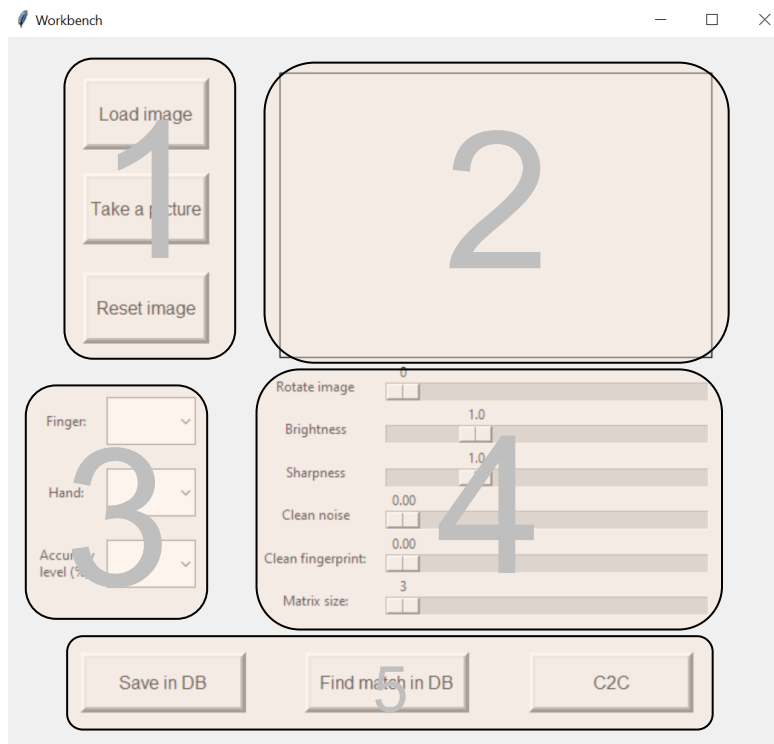 Workbench
Load image
Take a picture
Reset image
1
2
Finger:
Hand:
Accuracy
level (%)
3
0
Rotate image
1.0
Brightness
1.0
Sharpness
0.00
Clean noise
0.00
Clean fingerprint:
3
Matrix size:
4
Save in DB
Find match in DB
C2C
5